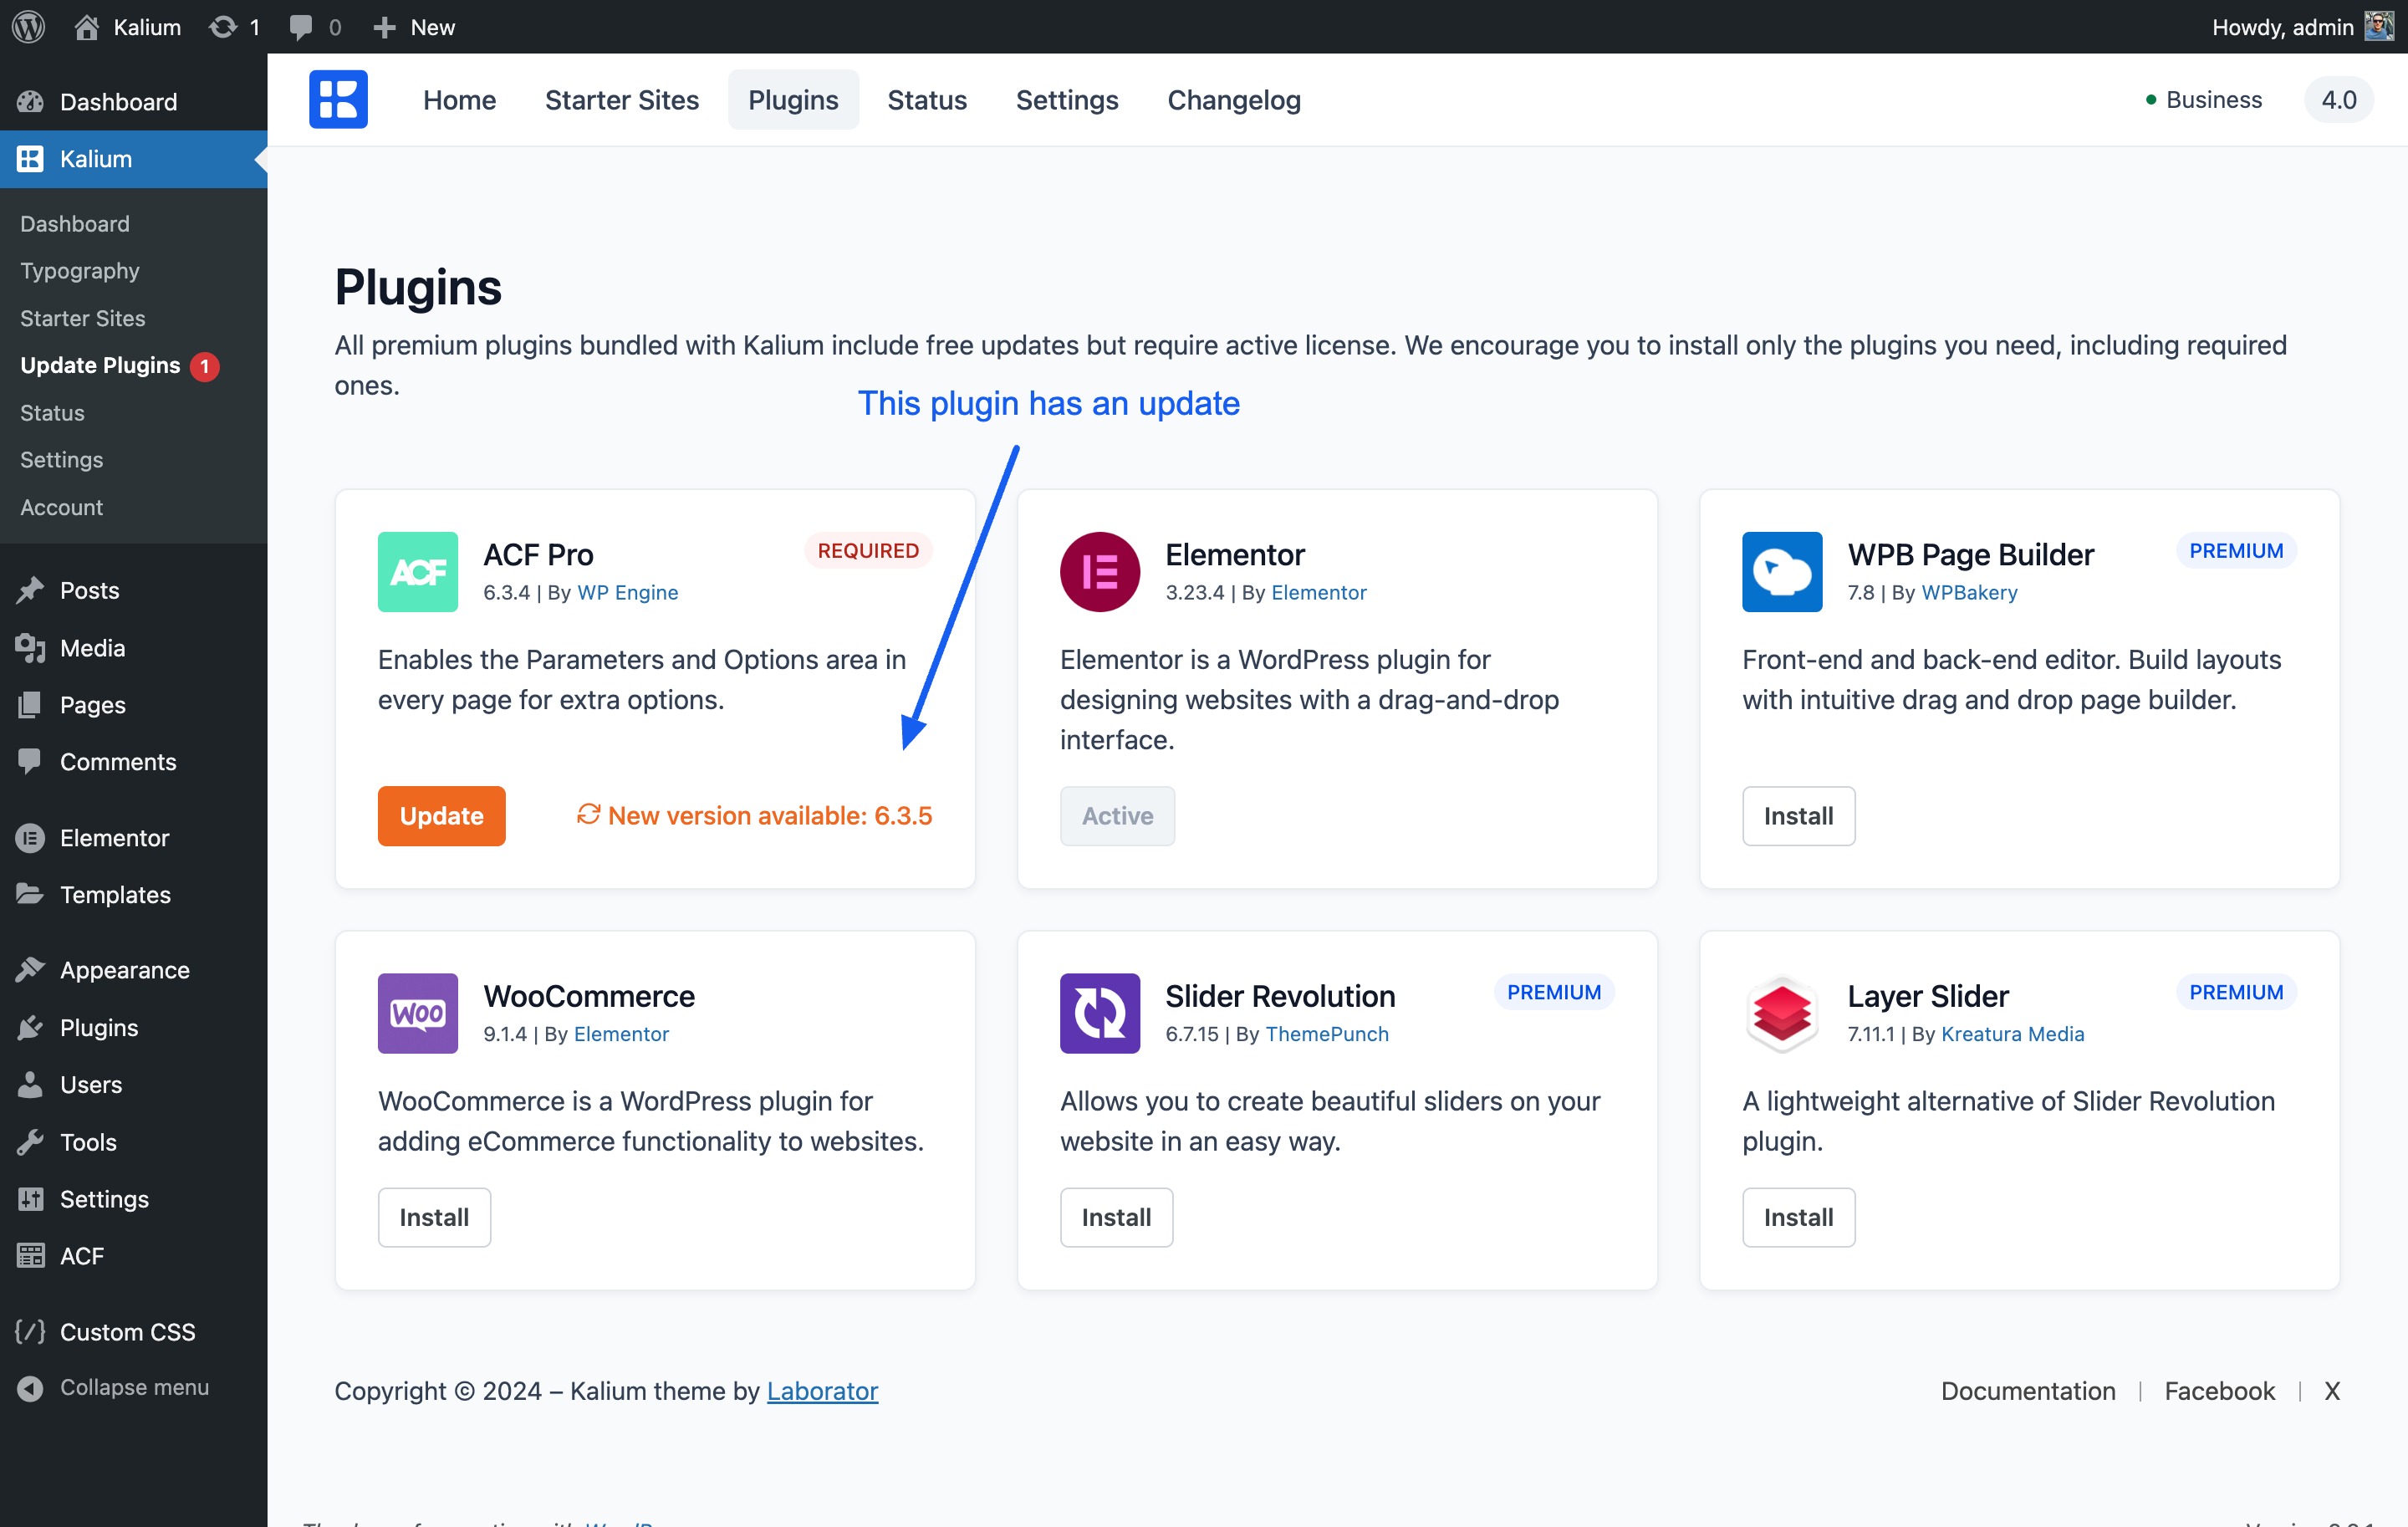 Kalium
1
0
New
Howdy, admin
Dashboard
Kalium
Dashboard
Typography
Starter Sites
Update Plugins 1
Status
Settings
Account
Posts
Media
Pages
Comments
Elementor
Templates
Appearance
Plugins
Users
Tools
Settings
ACF
Custom CSS
Collapse menu
Home
Starter Sites
Plugins
Status
Settings
Changelog
Business
4.0
Plugins
All premium plugins bundled with Kalium include free updates but require active license. We encourage you to install only the plugins you need, including required
ones.
This plugin has an update
ACF
ACF Pro
REQUIRED
6.3.4 | By WP Engine
Enables the Parameters and Options area in
every page for extra options.
Update
New version available: 6.3.5
Elementor
3.23.4 | By Elementor
Elementor is a WordPress plugin for
designing websites with a drag-and-drop
interface.
Active
WPB Page Builder
PREMIUM
7.8 | By WPBakery
Front-end and back-end editor. Build layouts
with intuitive drag and drop page builder.
Install
WOO
WooCommerce
9.1.4 | By Elementor
WooCommerce is a WordPress plugin for
adding eCommerce functionality to websites.
Install
Slider Revolution
PREMIUM
6.7.15 | By ThemePunch
Allows you to create beautiful sliders on your
website in an easy way.
Install
Layer Slider
PREMIUM
7.11.1 | By Kreatura Media
A lightweight alternative of Slider Revolution
plugin.
Install
Copyright © 2024 – Kalium theme by Laborator
Documentation | Facebook | X